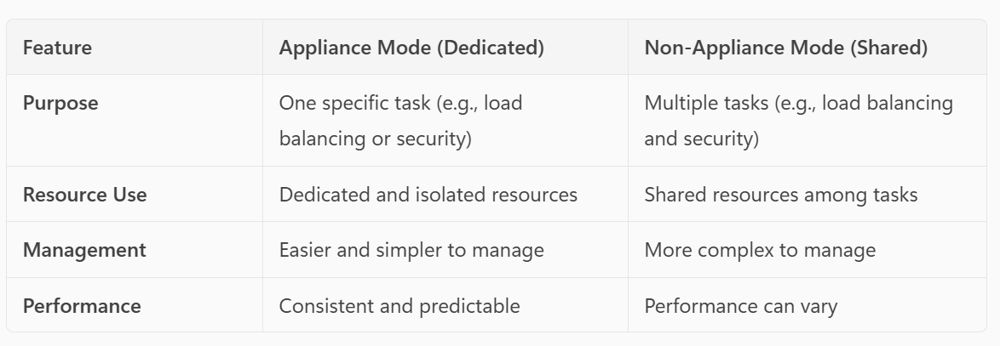 Feature Appliance Mode (Dedicated) Non-Appliance Mode (Shared)
Purpose One specific task (e.g., load Multiple tasks (e.g., load balancing
balancing or security) and security)
Resource Use Dedicated and isolated resources Shared resources among tasks
Management Easier and simpler to manage More complex to manage
Performance Consistent and predictable Performance can vary